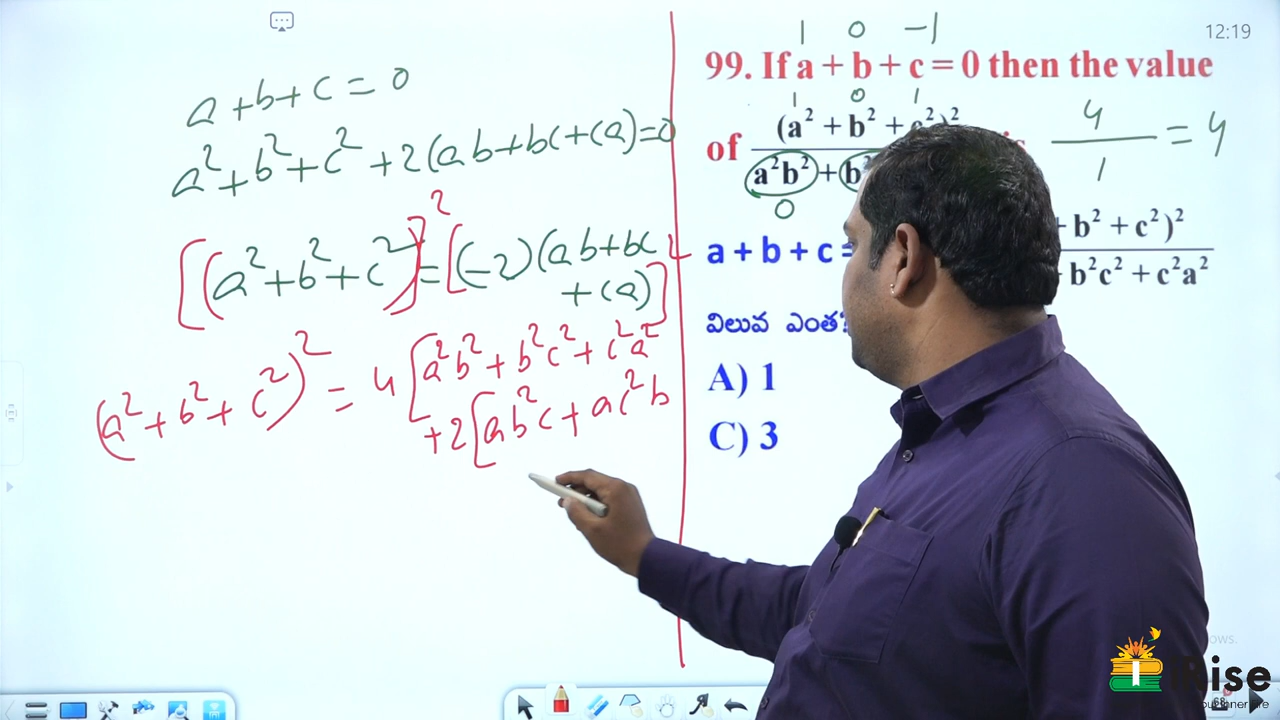 12:19
1 0 -1
99. If a + b + c = 0 then the value
1 0 1
of (a² + b² + c²)²
a²b² + b²
0
4/1 = 4
a + b + c =
b² + c²)²
b²c² + c²a²
విలువ ఎంత?
A) 1
C) 3
a+b+c = 0
a²+b²+c²+2(ab+bc+ca)=0
[(a²+b²+c²)]² = [(-2)(ab+bc
+ca)]²
(a²+b²+c²)² = 4[a²b²+b²c²+c²a²
+2[ab²c+ac²b